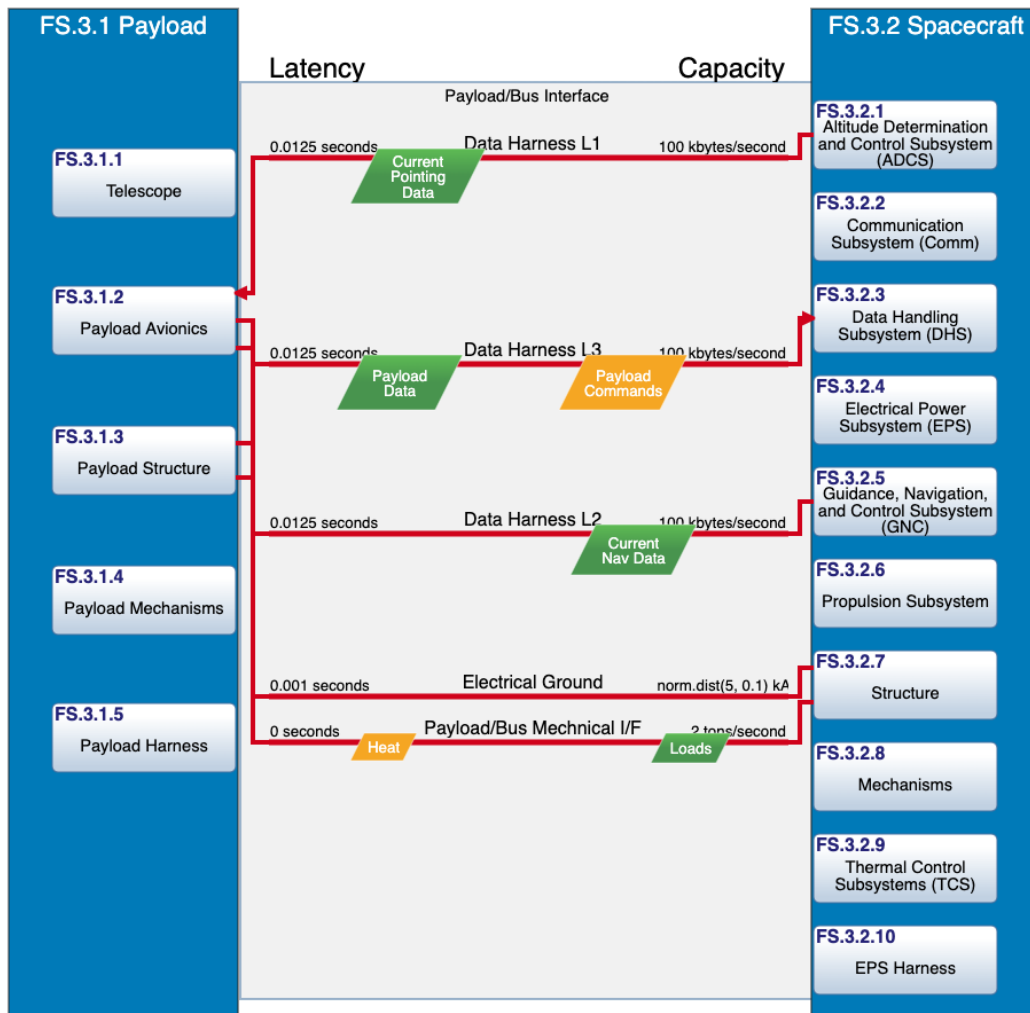 FS.3.1 Payload
FS.3.2 Spacecraft
Latency
Capacity
Payload/Bus Interface
0.0125 seconds
Data Harness L1
100 kbytes/second
Current
Pointing
Data
FS.3.1.1
Telescope
FS.3.1.2
Payload Avionics
0.0125 seconds
Data Harness L3
100 kbytes/second
Payload
Data
Payload
Commands
FS.3.1.3
Payload Structure
0.0125 seconds
Data Harness L2
100 kbytes/second
Current
Nav Data
FS.3.1.4
Payload Mechanisms
0.001 seconds
Electrical Ground
norm.dist(5, 0.1) kA
FS.3.1.5
Payload Harness
0 seconds
Payload/Bus Mechnical I/F
2 tons/second
Heat
Loads
FS.3.2.1
Altitude Determination
and Control Subsystem
(ADCS)
FS.3.2.2
Communication
Subsystem (Comm)
FS.3.2.3
Data Handling
Subsystem (DHS)
FS.3.2.4
Electrical Power
Subsystem (EPS)
FS.3.2.5
Guidance, Navigation,
and Control Subsystem
(GNC)
FS.3.2.6
Propulsion Subsystem
FS.3.2.7
Structure
FS.3.2.8
Mechanisms
FS.3.2.9
Thermal Control
Subsystems (TCS)
FS.3.2.10
EPS Harness